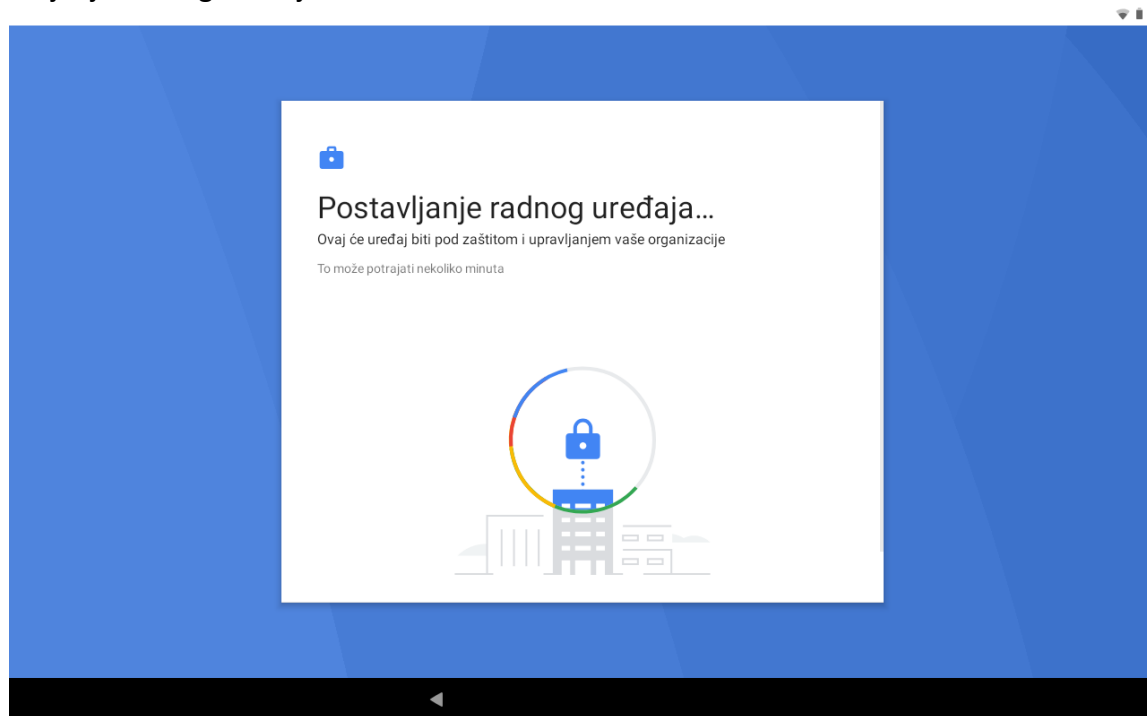 Postavljanje radnog uređaja...
Ovaj će uređaj biti pod zaštitom i upravljanjem vaše organizacije
To može potrajati nekoliko minuta